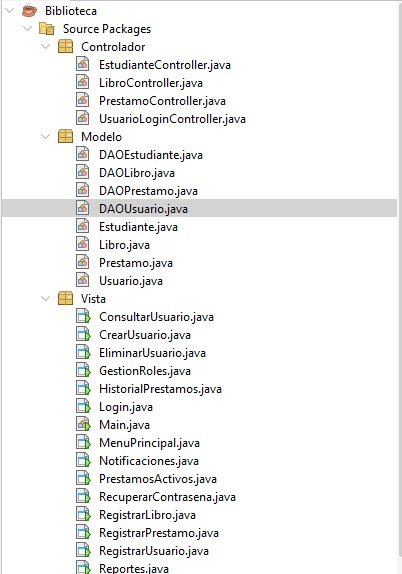 Biblioteca
Source Packages
Controlador
EstudianteController.java
LibroController.java
PrestamoController.java
UsuarioLoginController.java
Modelo
DAOEstudiante.java
DAOLibro.java
DAOPrestamo.java
DAOUsuario.java
Estudiante.java
Libro.java
Prestamo.java
Usuario.java
Vista
ConsultarUsuario.java
CrearUsuario.java
EliminarUsuario.java
GestionRoles.java
HistorialPrestamos.java
Login.java
Main.java
MenuPrincipal.java
Notificaciones.java
PrestamosActivos.java
RecuperarContrasena.java
RegistrarLibro.java
RegistrarPrestamo.java
RegistrarUsuario.java
Reportes.java